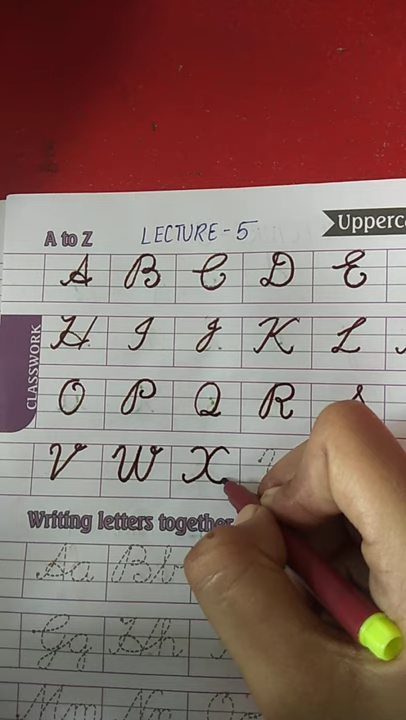 A to Z LECTURE - 5 Upperc
A B C D E
CLASSWORK
H I J K L
O P Q R
V W X
Writing letters together
Aa Bb
Gg Hh
Mm Nn